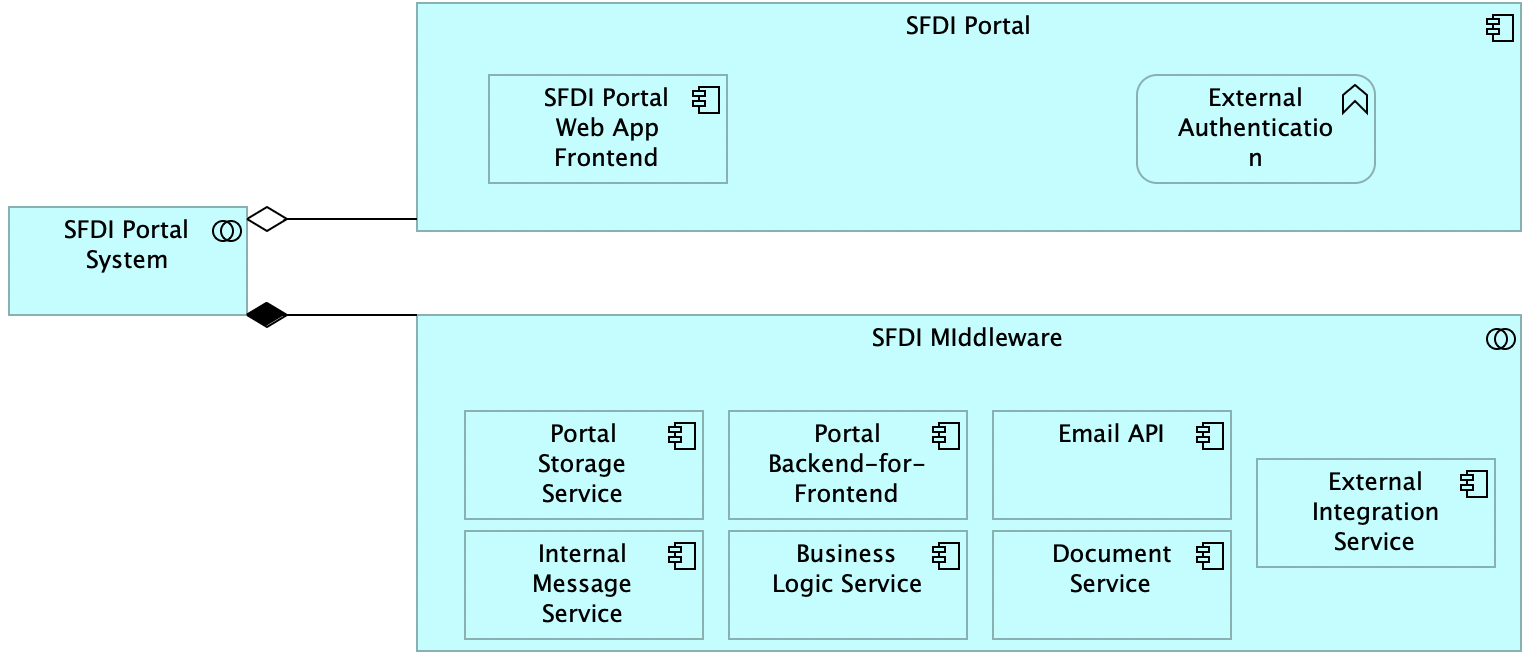 SFDI Portal
SFDI Portal
Web App
Frontend
External
Authenticatio
n
SFDI Portal
System
SFDI MIddleware
Portal
Storage
Service
Portal
Backend-for-
Frontend
Email API
External
Integration
Service
Internal
Message
Service
Business
Logic Service
Document
Service